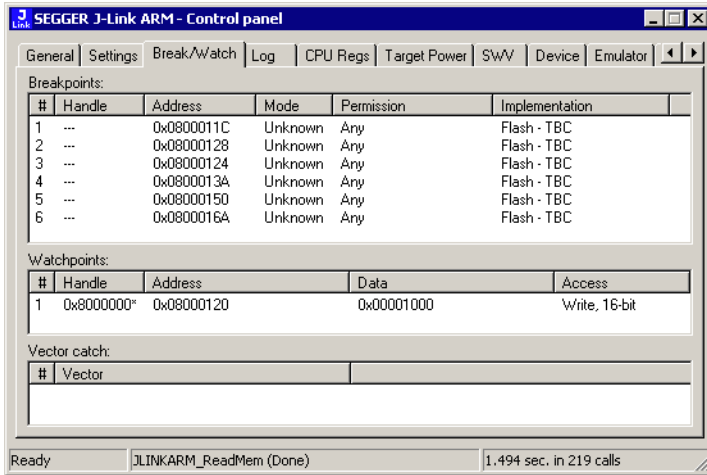 J Link SEGGER J-Link ARM - Control panel
General Settings Break/Watch Log CPU Regs Target Power SWV Device Emulator
Breakpoints:
# Handle Address Mode Permission Implementation
1 --- 0x0800011C Unknown Any Flash - TBC
2 --- 0x08000128 Unknown Any Flash - TBC
3 --- 0x08000124 Unknown Any Flash - TBC
4 --- 0x0800013A Unknown Any Flash - TBC
5 --- 0x08000150 Unknown Any Flash - TBC
6 --- 0x0800016A Unknown Any Flash - TBC
Watchpoints:
# Handle Address Data Access
1 0x8000000* 0x08000120 0x00001000 Write, 16-bit
Vector catch:
# Vector
Ready JLINKARM_ReadMem (Done) 1.494 sec. in 219 calls